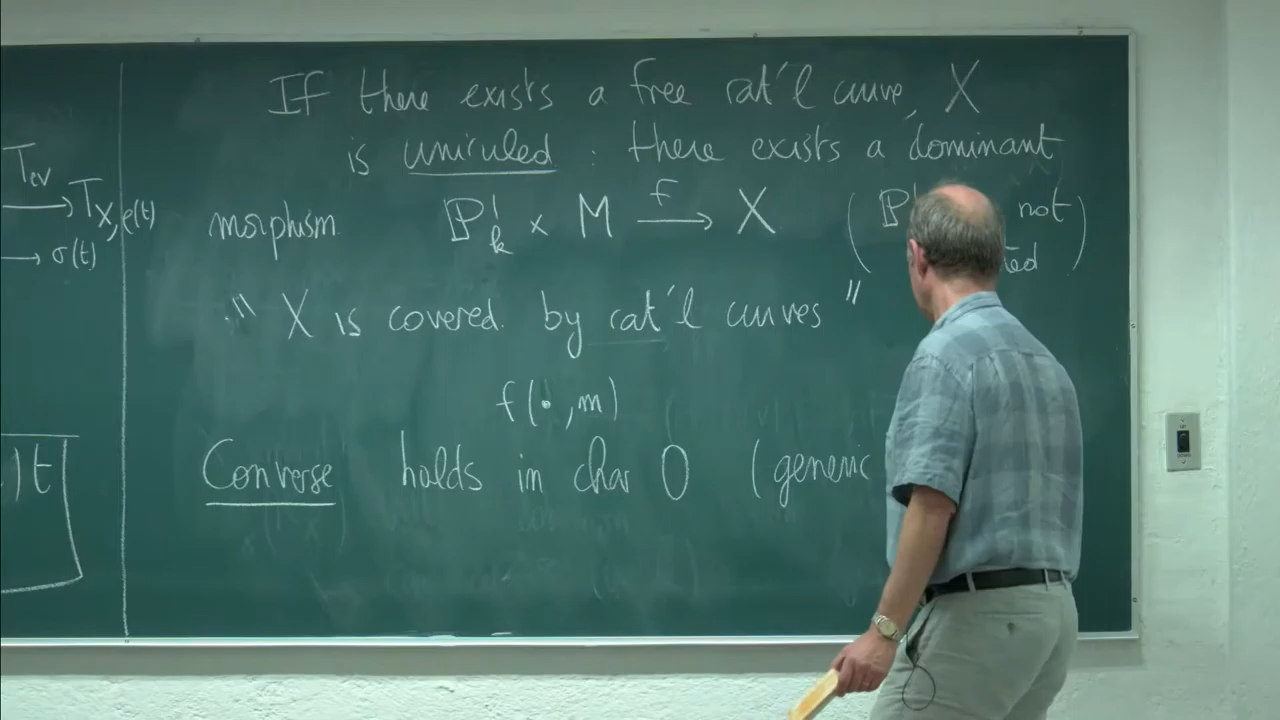 If there exists a free rat'l curve, X
is uniruled : there exists a dominant
morphism P¹_k × M —f→ X ( P¹ not
)
" X is covered by rat'l curves "
f(•, m)
Converse holds in char 0 (generic
T_ev
→ T_X,ρ(t)
→ σ(t)
)t